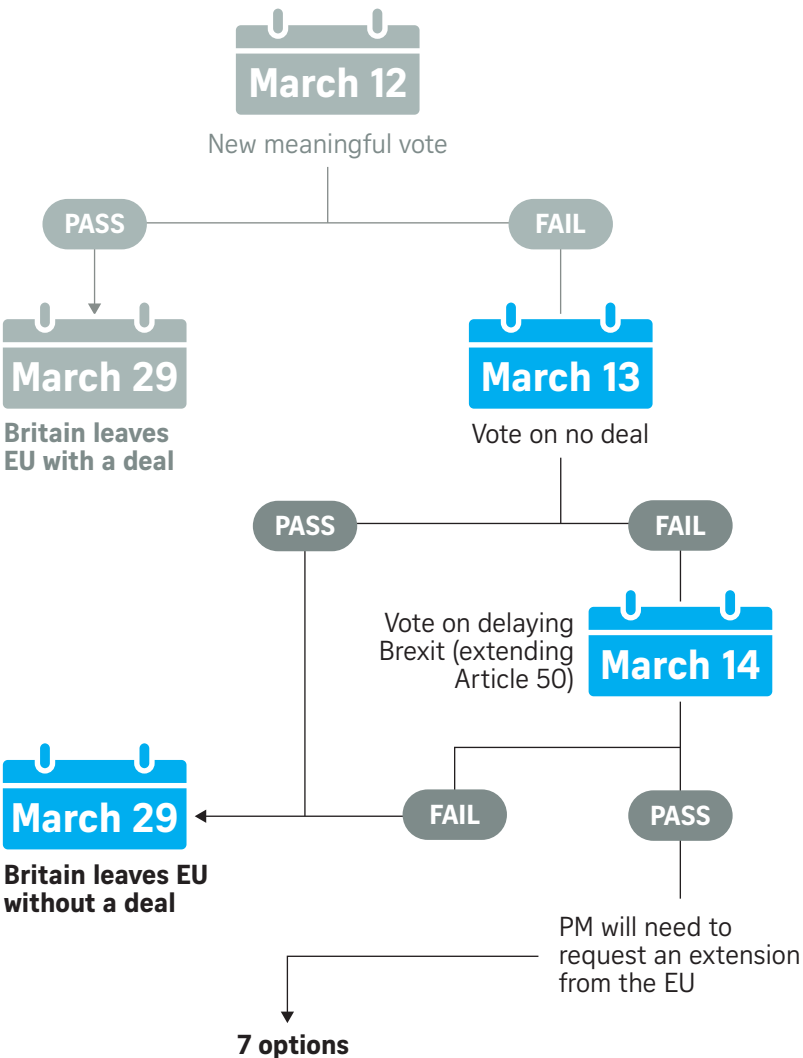 March 12
New meaningful vote
PASS
FAIL
March 29
Britain leaves
EU with a deal
March 13
Vote on no deal
PASS
FAIL
Vote on delaying
Brexit (extending
Article 50)
March 14
March 29
Britain leaves EU
without a deal
FAIL
PASS
PM will need to
request an extension
from the EU
7 options